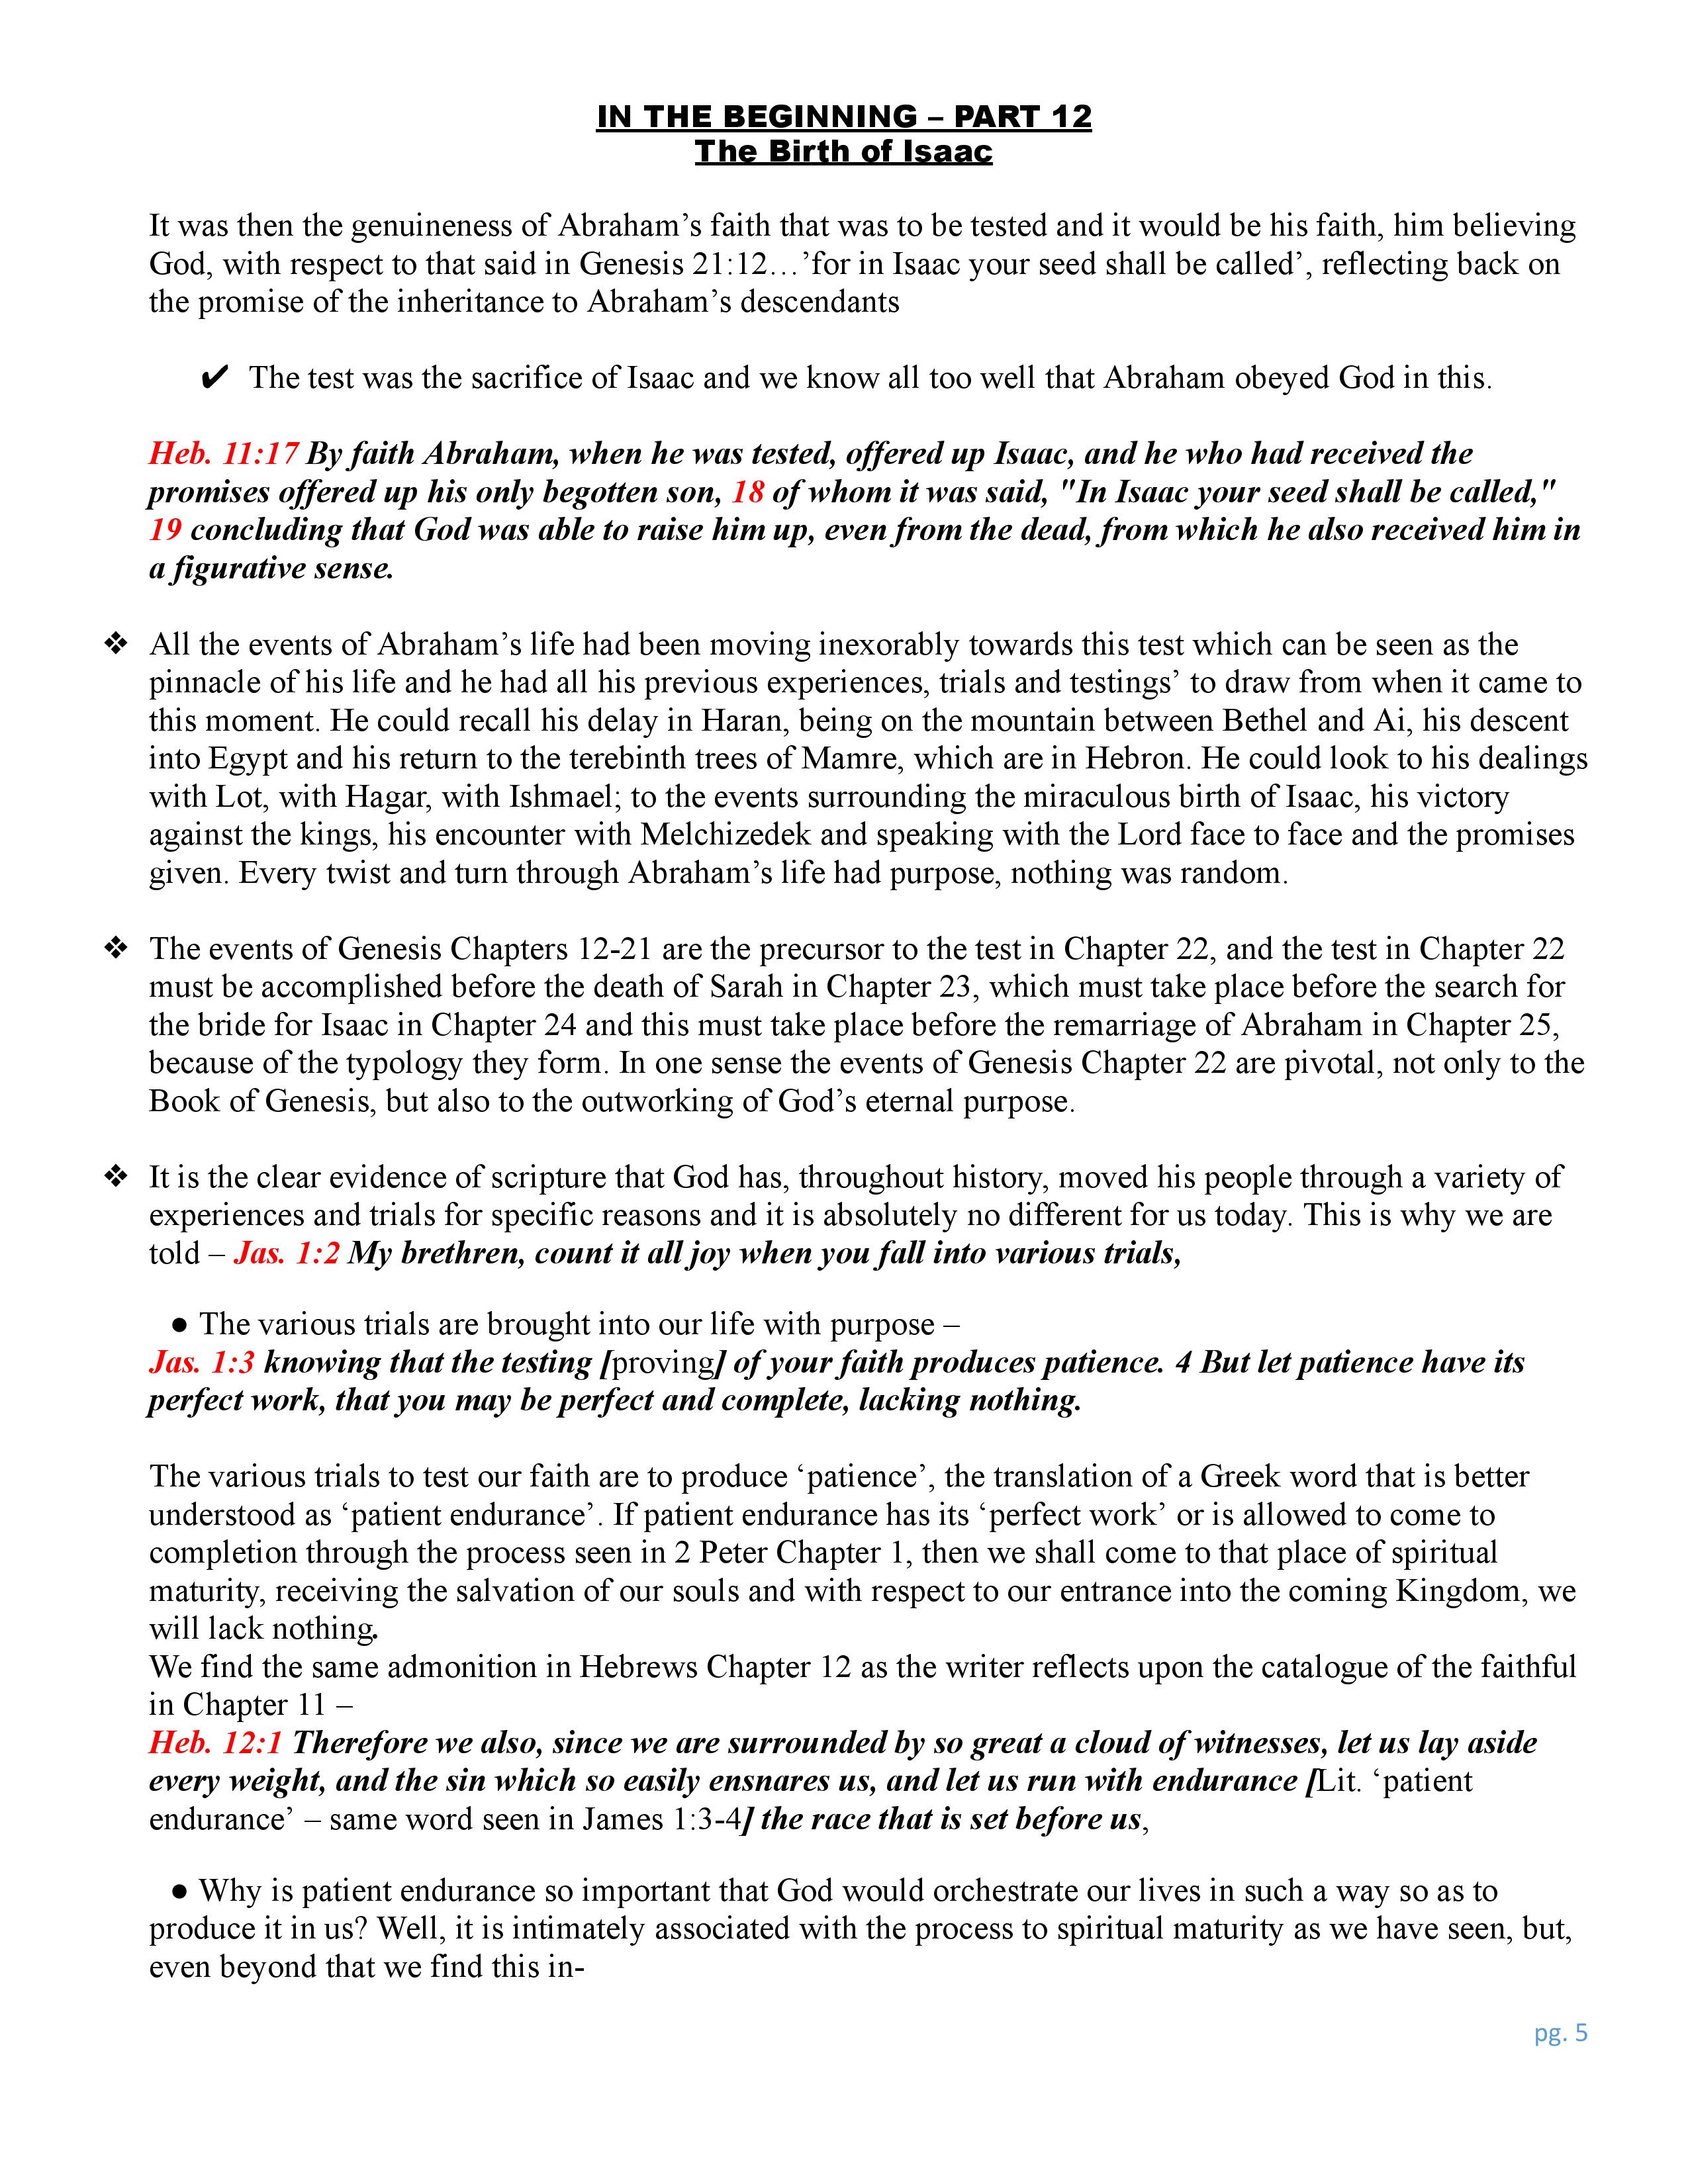 IN THE BEGINNING – PART 12
The Birth of Isaac
It was then the genuineness of Abraham’s faith that was to be tested and it would be his faith, him believing
God, with respect to that said in Genesis 21:12…’for in Isaac your seed shall be called’, reflecting back on
the promise of the inheritance to Abraham’s descendants
✔ The test was the sacrifice of Isaac and we know all too well that Abraham obeyed God in this.
Heb. 11:17 By faith Abraham, when he was tested, offered up Isaac, and he who had received the
promises offered up his only begotten son, 18 of whom it was said, "In Isaac your seed shall be called,"
19 concluding that God was able to raise him up, even from the dead, from which he also received him in
a figurative sense.
❖ All the events of Abraham’s life had been moving inexorably towards this test which can be seen as the
pinnacle of his life and he had all his previous experiences, trials and testings’ to draw from when it came to
this moment. He could recall his delay in Haran, being on the mountain between Bethel and Ai, his descent
into Egypt and his return to the terebinth trees of Mamre, which are in Hebron. He could look to his dealings
with Lot, with Hagar, with Ishmael; to the events surrounding the miraculous birth of Isaac, his victory
against the kings, his encounter with Melchizedek and speaking with the Lord face to face and the promises
given. Every twist and turn through Abraham’s life had purpose, nothing was random.
❖ The events of Genesis Chapters 12-21 are the precursor to the test in Chapter 22, and the test in Chapter 22
must be accomplished before the death of Sarah in Chapter 23, which must take place before the search for
the bride for Isaac in Chapter 24 and this must take place before the remarriage of Abraham in Chapter 25,
because of the typology they form. In one sense the events of Genesis Chapter 22 are pivotal, not only to the
Book of Genesis, but also to the outworking of God’s eternal purpose.
❖ It is the clear evidence of scripture that God has, throughout history, moved his people through a variety of
experiences and trials for specific reasons and it is absolutely no different for us today. This is why we are
told – Jas. 1:2 My brethren, count it all joy when you fall into various trials,
● The various trials are brought into our life with purpose –
Jas. 1:3 knowing that the testing [proving] of your faith produces patience. 4 But let patience have its
perfect work, that you may be perfect and complete, lacking nothing.
The various trials to test our faith are to produce ‘patience’, the translation of a Greek word that is better
understood as ‘patient endurance’. If patient endurance has its ‘perfect work’ or is allowed to come to
completion through the process seen in 2 Peter Chapter 1, then we shall come to that place of spiritual
maturity, receiving the salvation of our souls and with respect to our entrance into the coming Kingdom, we
will lack nothing.
We find the same admonition in Hebrews Chapter 12 as the writer reflects upon the catalogue of the faithful
in Chapter 11 –
Heb. 12:1 Therefore we also, since we are surrounded by so great a cloud of witnesses, let us lay aside
every weight, and the sin which so easily ensnares us, and let us run with endurance [Lit. ‘patient
endurance’ – same word seen in James 1:3-4] the race that is set before us,
● Why is patient endurance so important that God would orchestrate our lives in such a way so as to
produce it in us? Well, it is intimately associated with the process to spiritual maturity as we have seen, but,
even beyond that we find this in-
pg. 5